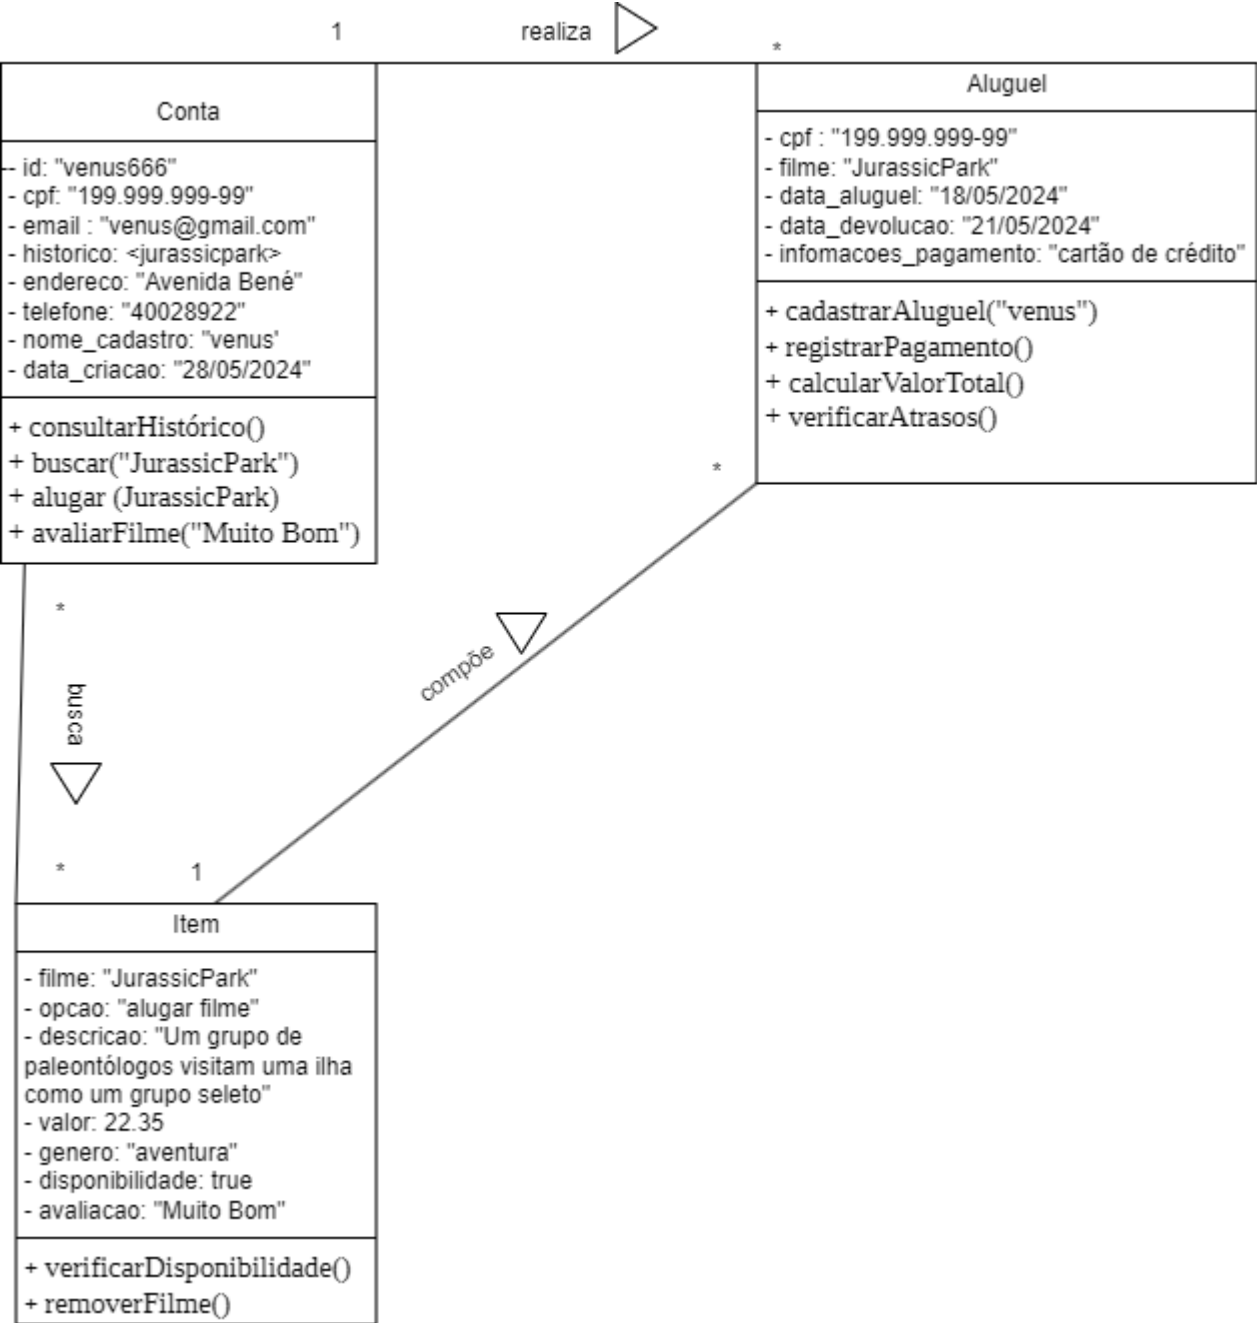 1 realiza *
Conta
-- id: "venus666"
- cpf: "199.999.999-99"
- email : "venus@gmail.com"
- historico: <jurassicpark>
- endereco: "Avenida Bené"
- telefone: "40028922"
- nome_cadastro: "venus'
- data_criacao: "28/05/2024"
+ consultarHistórico()
+ buscar("JurassicPark")
+ alugar (JurassicPark)
+ avaliarFilme("Muito Bom")
Aluguel
- cpf : "199.999.999-99"
- filme: "JurassicPark"
- data_aluguel: "18/05/2024"
- data_devolucao: "21/05/2024"
- infomacoes_pagamento: "cartão de crédito"
+ cadastrarAluguel("venus")
+ registrarPagamento()
+ calcularValorTotal()
+ verificarAtrasos()
*
*
compõe
busca
* 1
Item
- filme: "JurassicPark"
- opcao: "alugar filme"
- descricao: "Um grupo de
paleontólogos visitam uma ilha
como um grupo seleto"
- valor: 22.35
- genero: "aventura"
- disponibilidade: true
- avaliacao: "Muito Bom"
+ verificarDisponibilidade()
+ removerFilme()